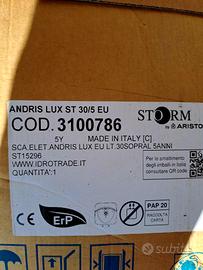 ANDRIS LUX ST 30/5 EU
COD. 3100786
5Y MADE IN ITALY [C]
SCA.ELET.ANDRIS LUX EU LT.30SOPRAL 5ANNI
ST15296
WWW.IDROTRADE.IT
QUANTITA':1
STORM
by ARISTO
Per lo smaltimento
degli imballi in Italia
consultare QR code
ErP
PAP 20
RACCOLTA
CARTA
Subito